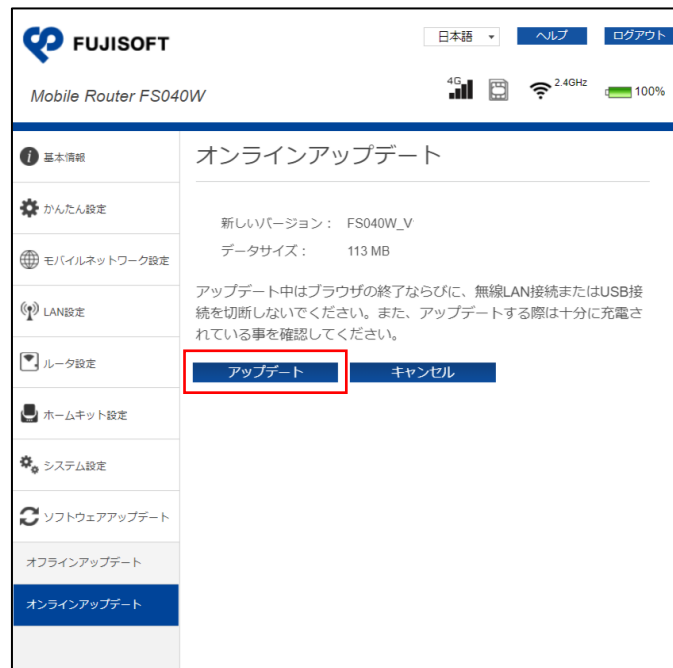 FUJISOFT
日本語 ヘルプ ログアウト
Mobile Router FS040W
4G 2.4GHz 100%
基本情報
かんたん設定
モバイルネットワーク設定
LAN設定
ルータ設定
ホームキット設定
システム設定
ソフトウェアアップデート
オフラインアップデート
オンラインアップデート
オンラインアップデート
新しいバージョン： FS040W_V
データサイズ： 113 MB
アップデート中はブラウザの終了ならびに、無線LAN接続またはUSB接
続を切断しないでください。また、アップデートする際は十分に充電さ
れている事を確認してください。
アップデート キャンセル